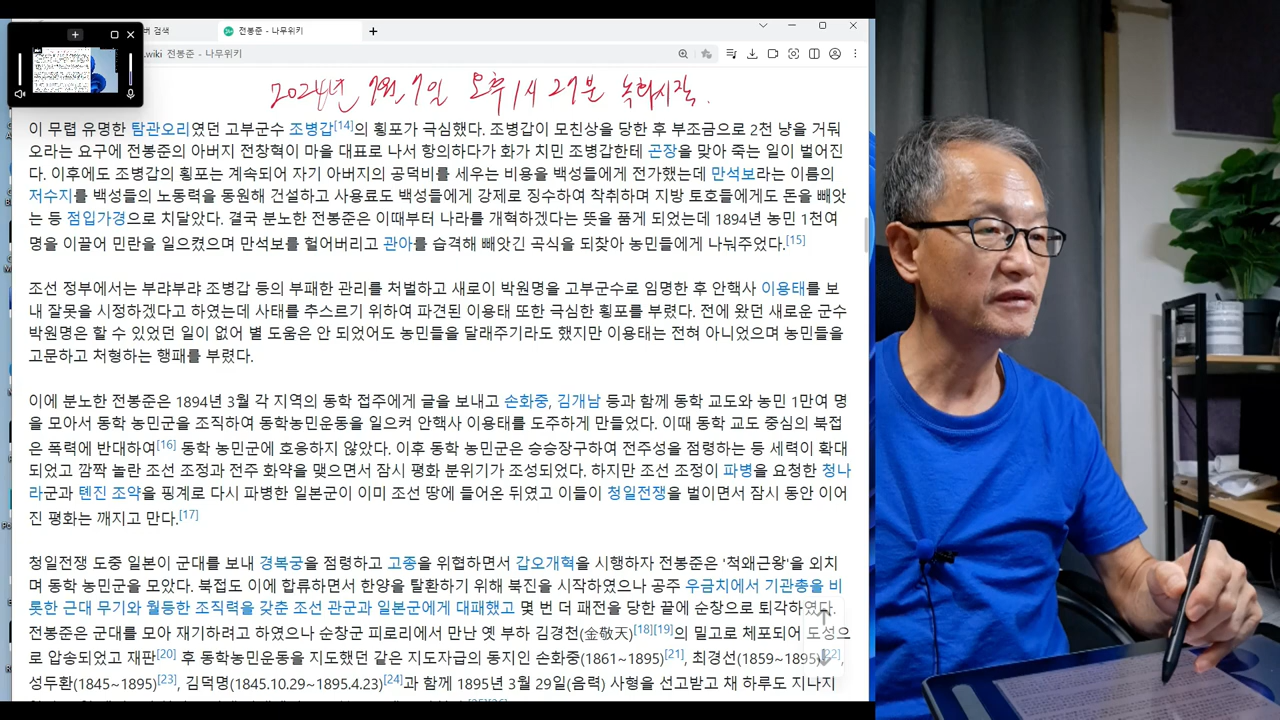 버 검색
전봉준 - 나무위키
.wiki 전봉준 - 나무위키
2024년 7월 7일 오후 1시 27분 녹화시작.
이 무렵 유명한 탐관오리였던 고부군수 조병갑[14]의 횡포가 극심했다. 조병갑이 모친상을 당한 후 부조금으로 2천 냥을 거둬
오라는 요구에 전봉준의 아버지 전창혁이 마을 대표로 나서 항의하다가 화가 치민 조병갑한테 곤장을 맞아 죽는 일이 벌어진
다. 이후에도 조병갑의 횡포는 계속되어 자기 아버지의 공덕비를 세우는 비용을 백성들에게 전가했는데 만석보라는 이름의
저수지를 백성들의 노동력을 동원해 건설하고 사용료도 백성들에게 강제로 징수하여 착취하며 지방 토호들에게도 돈을 빼앗
는 등 점입가경으로 치달았다. 결국 분노한 전봉준은 이때부터 나라를 개혁하겠다는 뜻을 품게 되었는데 1894년 농민 1천여
명을 이끌어 민란을 일으켰으며 만석보를 헐어버리고 관아를 습격해 빼앗긴 곡식을 되찾아 농민들에게 나눠주었다.[15]
조선 정부에서는 부랴부랴 조병갑 등의 부패한 관리를 처벌하고 새로이 박원명을 고부군수로 임명한 후 안핵사 이용태를 보
내 잘못을 시정하겠다고 하였는데 사태를 추스르기 위하여 파견된 이용태 또한 극심한 횡포를 부렸다. 전에 왔던 새로운 군수
박원명은 할 수 있었던 일이 없어 별 도움은 안 되었어도 농민들을 달래주기라도 했지만 이용태는 전혀 아니었으며 농민들을
고문하고 처형하는 행패를 부렸다.
이에 분노한 전봉준은 1894년 3월 각 지역의 동학 접주에게 글을 보내고 손화중, 김개남 등과 함께 동학 교도와 농민 1만여 명
을 모아서 동학 농민군을 조직하여 동학농민운동을 일으켜 안핵사 이용태를 도주하게 만들었다. 이때 동학 교도 중심의 북접
은 폭력에 반대하여[16] 동학 농민군에 호응하지 않았다. 이후 동학 농민군은 승승장구하여 전주성을 점령하는 등 세력이 확대
되었고 깜짝 놀란 조선 조정과 전주 화약을 맺으면서 잠시 평화 분위기가 조성되었다. 하지만 조선 조정이 파병을 요청한 청나
라군과 톈진 조약을 핑계로 다시 파병한 일본군이 이미 조선 땅에 들어온 뒤였고 이들이 청일전쟁을 벌이면서 잠시 동안 이어
진 평화는 깨지고 만다.[17]
청일전쟁 도중 일본이 군대를 보내 경복궁을 점령하고 고종을 위협하면서 갑오개혁을 시행하자 전봉준은 '척왜근왕'을 외치
며 동학 농민군을 모았다. 북접도 이에 합류하면서 한양을 탈환하기 위해 북진을 시작하였으나 공주 우금치에서 기관총을 비
롯한 근대 무기와 월등한 조직력을 갖춘 조선 관군과 일본군에게 대패했고 몇 번 더 패전을 당한 끝에 순창으로 퇴각하였다.
전봉준은 군대를 모아 재기하려고 하였으나 순창군 피로리에서 만난 옛 부하 김경천(金敬天)[18][19]의 밀고로 체포되어 도성으
로 압송되었고 재판[20] 후 동학농민운동을 지도했던 같은 지도자급의 동지인 손화중(1861~1895)[21], 최경선(1859~1895)[22],
성두환(1845~1895)[23], 김덕명(1845.10.29~1895.4.23)[24]과 함께 1895년 3월 29일(음력) 사형을 선고받고 채 하루도 지나지